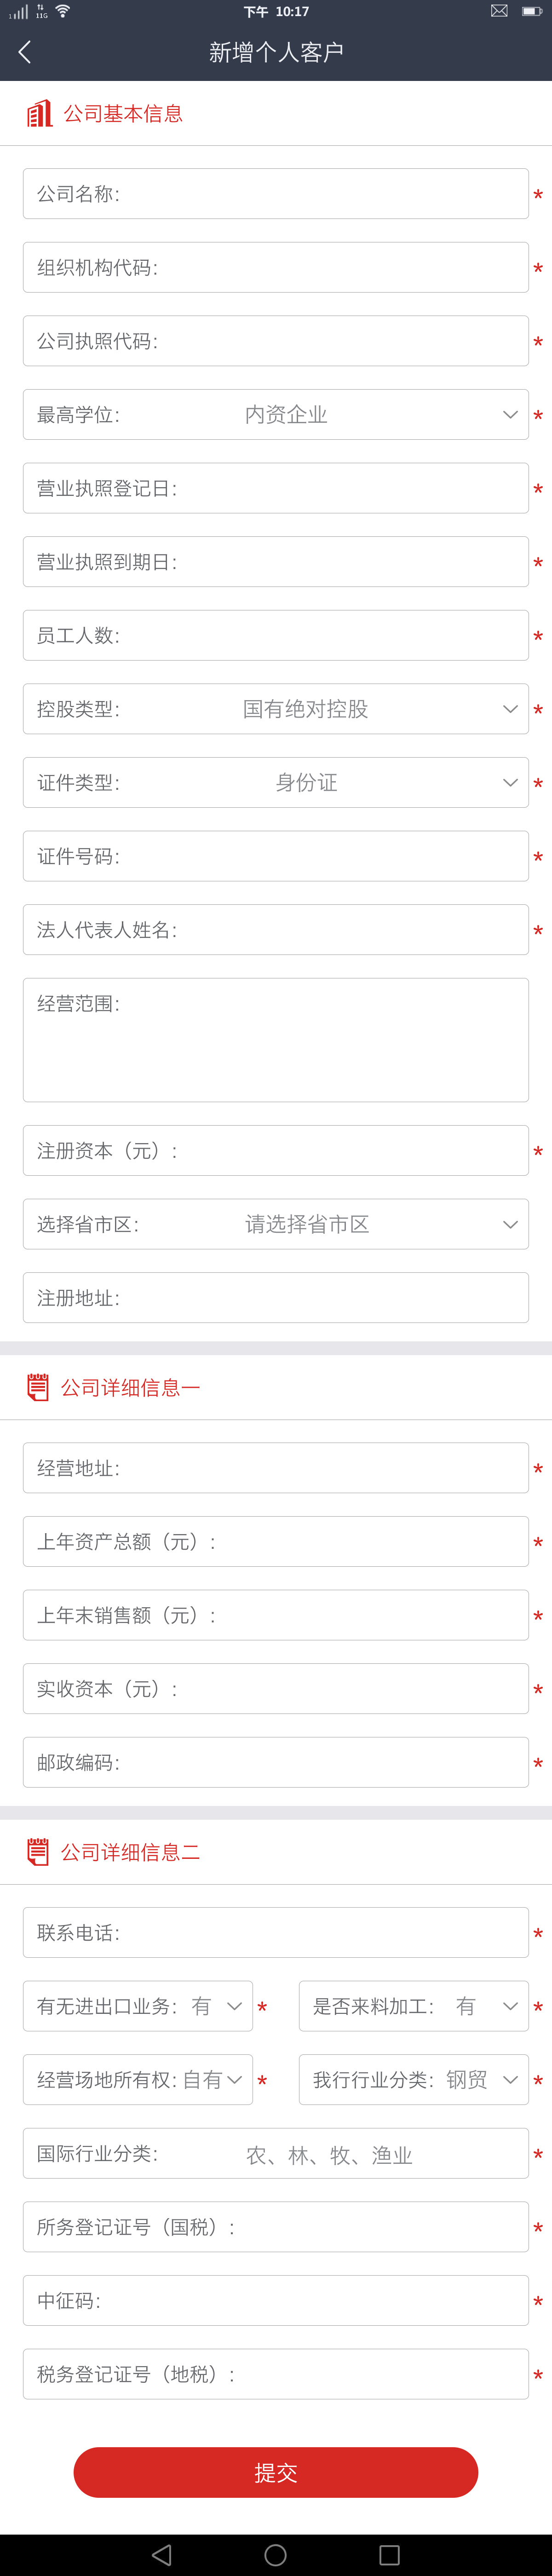 11G 下午 10:17
新增个人客户
公司基本信息
公司名称: *
组织机构代码: *
公司执照代码: *
最高学位: 内资企业 *
营业执照登记日: *
营业执照到期日: *
员工人数: *
控股类型: 国有绝对控股 *
证件类型: 身份证 *
证件号码: *
法人代表人姓名: *
经营范围:
注册资本（元）: *
选择省市区: 请选择省市区
注册地址:
公司详细信息一
经营地址: *
上年资产总额（元）: *
上年末销售额（元）: *
实收资本（元）: *
邮政编码: *
公司详细信息二
联系电话: *
有无进出口业务: 有 * 是否来料加工: 有 *
经营场地所有权: 自有 * 我行行业分类: 钢贸 *
国际行业分类: 农、林、牧、渔业 *
所务登记证号（国税）: *
中征码: *
税务登记证号（地税）: *
提交